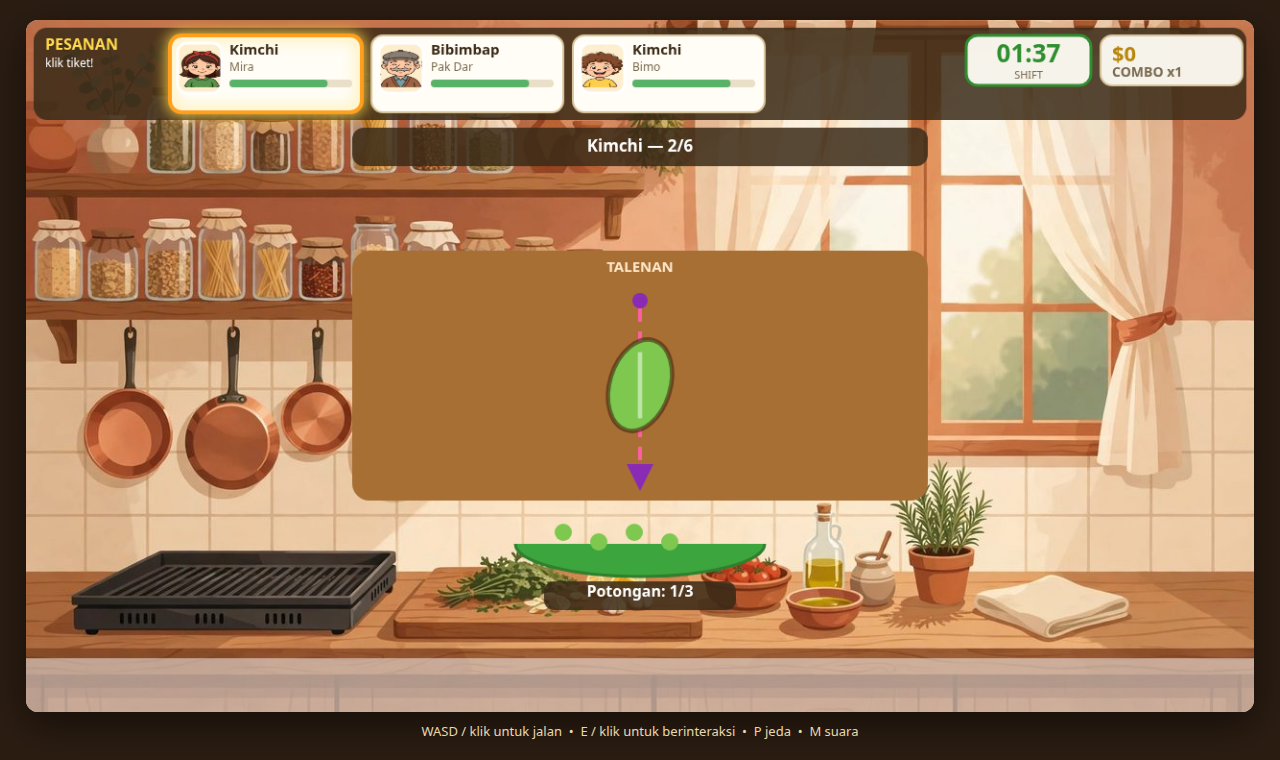 PESANAN
klik tiket!
Kimchi
Mira
Bibimbap
Pak Dar
Kimchi
Bimo
01:37
SHIFT
$0
COMBO x1
Kimchi — 2/6
TALENAN
Potongan: 1/3
WASD / klik untuk jalan • E / klik untuk berinteraksi • P jeda • M suara